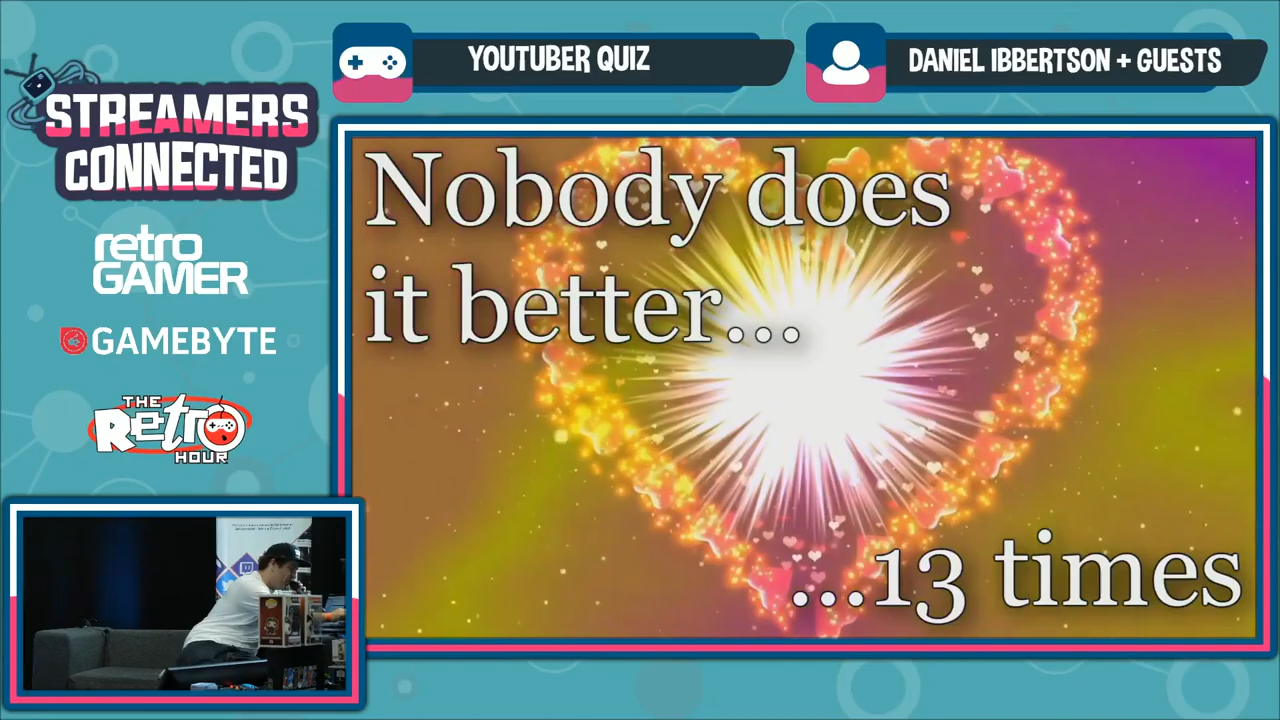 YOUTUBER QUIZ
DANIEL IBBERTSON + GUESTS
STREAMERS
CONNECTED
retro
GAMER
GAMEBYTE
THE
Retro
HOUR
Nobody does
it better...
...13 times